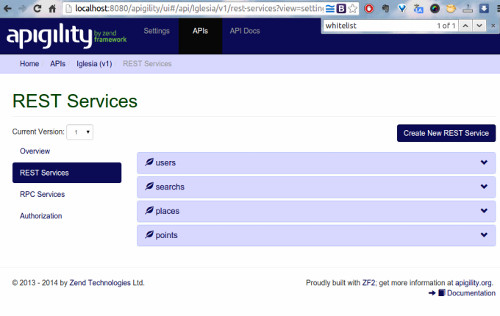 localhost:8080/apigility/ui#/api/Iglesia/v1/rest-services?view=settin
whitelist 1 of 1
apigility by zend framework
Settings APIs API Docs
Home APIs Iglesia (v1) REST Services
REST Services
Current Version: 1
Create New REST Service
Overview
REST Services
RPC Services
Authorization
users
searchs
places
points
© 2013 - 2014 by Zend Technologies Ltd.
Proudly built with ZF2; get more information at apigility.org.
Documentation